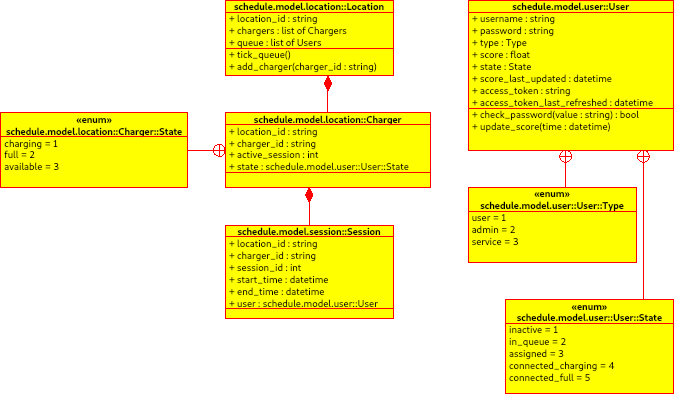 schedule.model.location::Location
+ location_id : string
+ chargers : list of Chargers
+ queue : list of Users
+ tick_queue()
+ add_charger(charger_id : string)
schedule.model.user::User
+ username : string
+ password : string
+ type : Type
+ score : float
+ state : State
+ score_last_updated : datetime
+ access_token : string
+ access_token_last_refreshed : datetime
+ check_password(value : string) : bool
+ update_score(time : datetime)
«enum»
schedule.model.location::Charger::State
charging = 1
full = 2
available = 3
schedule.model.location::Charger
+ location_id : string
+ charger_id : string
+ active_session : int
+ state : schedule.model.user::User::State
«enum»
schedule.model.user::User::Type
user = 1
admin = 2
service = 3
schedule.model.session::Session
+ location_id : string
+ charger_id : string
+ session_id : int
+ start_time : datetime
+ end_time : datetime
+ user : schedule.model.user::User
«enum»
schedule.model.user::User::State
inactive = 1
in_queue = 2
assigned = 3
connected_charging = 4
connected_full = 5